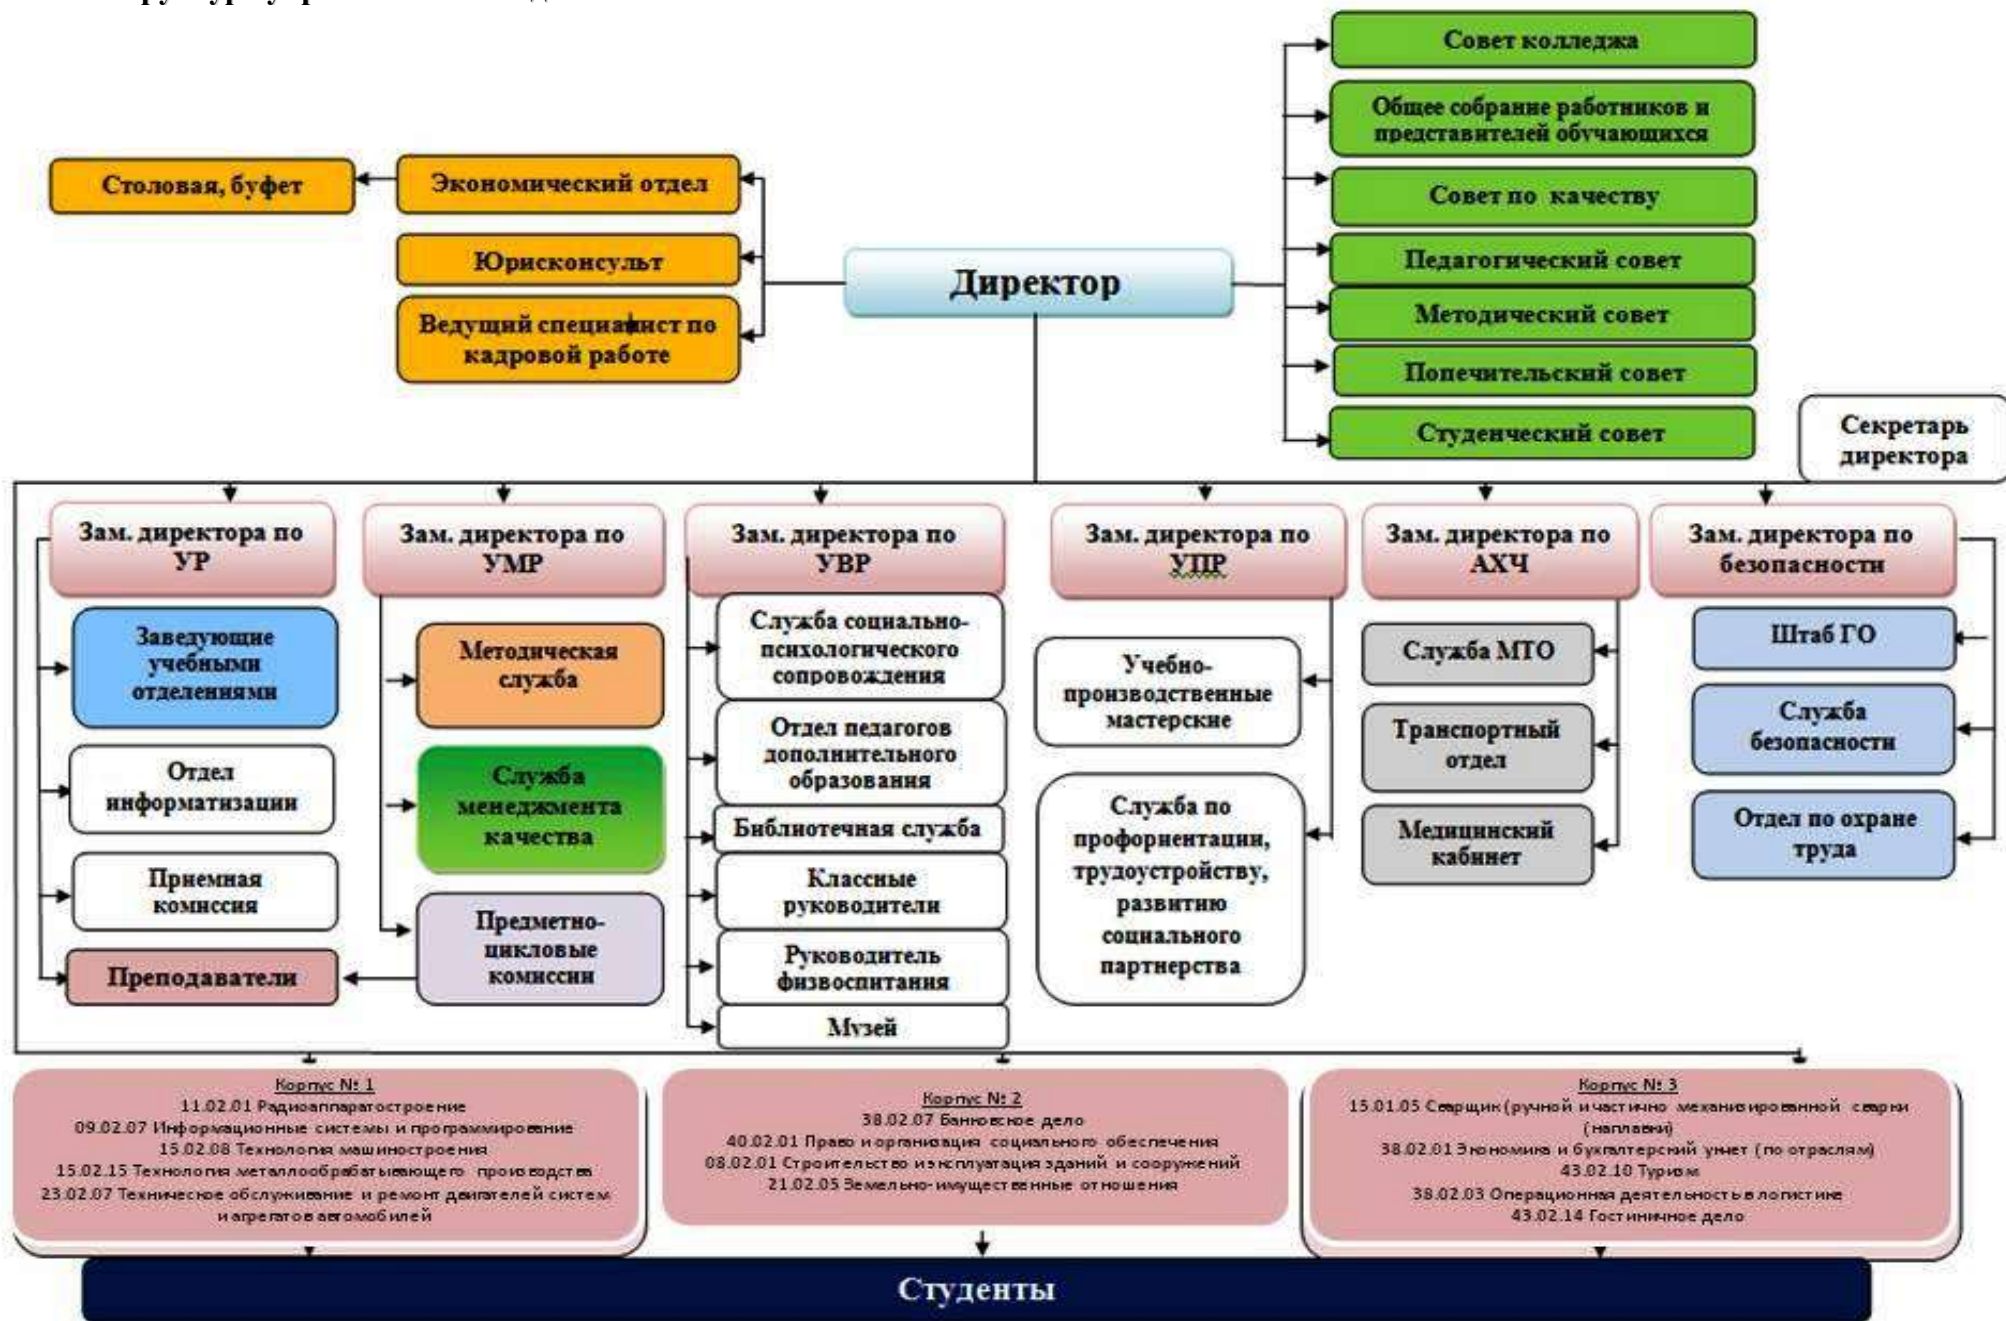 Совет колледжа
Общее собрание работников и
представителей обучающихся
Совет по качеству
Педагогический совет
Методический совет
Попечительский совет
Студенческий совет
Столовая, буфет
Экономический отдел
Юрисконсульт
Ведущий специалист по
кадровой работе
Директор
Секретарь
директора
Зам. директора по
УР
Заведующие
учебными
отделениями
Отдел
информатизации
Приемная
комиссия
Преподаватели
Зам. директора по
УМР
Методическая
служба
Служба
менеджмента
качества
Предметно-
цикловые
комиссии
Зам. директора по
УВР
Служба социально-
психологического
сопровождения
Отдел педагогов
дополнительного
образования
Библиотечная служба
Классные
руководители
Руководитель
физвоспитания
Музей
Зам. директора по
УПР
Учебно-
производственные
мастерские
Служба по
профориентации,
трудоустройству,
развитию
социального
партнерства
Зам. директора по
АХЧ
Служба МТО
Транспортный
отдел
Медицинский
кабинет
Зам. директора по
безопасности
Штаб ГО
Служба
безопасности
Отдел по охране
труда
Корпус № 1
11.02.01 Радиоаппаратостроение
09.02.07 Информационные системы и программирование
15.02.08 Технология машиностроения
15.02.15 Технология металлообрабатывающего производства
23.02.07 Техническое обслуживание и ремонт двигателей систем
и агрегатов автомобилей
Корпус № 2
38.02.07 Банковское дело
40.02.01 Право и организация социального обеспечения
08.02.01 Строительство и эксплуатация зданий и сооружений
21.02.05 Земельно-имущественные отношения
Корпус № 3
15.01.05 Сварщик (ручной и частично механизированной сварки
(наплавки)
38.02.01 Экономика и бухгалтерский учет (по отраслям)
43.02.10 Туризм
38.02.03 Операционная деятельность в логистике
43.02.14 Гостиничное дело
Студенты